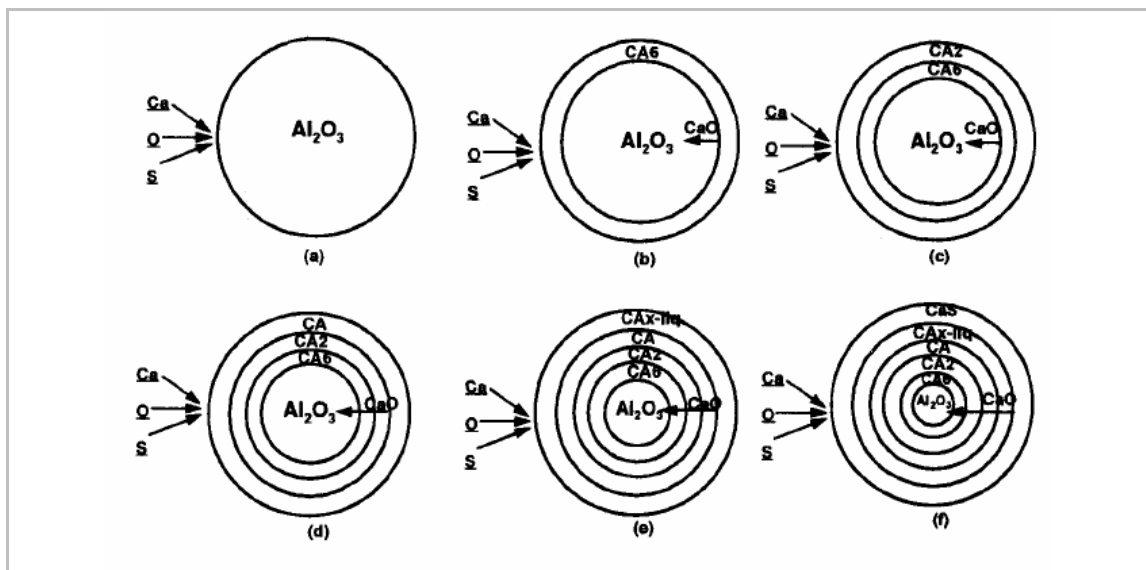 Ca
O
S
Al₂O₃
(a)
CA6
Ca
O
S
CaO
Al₂O₃
(b)
CA2
CA6
Ca
O
S
CaO
Al₂O₃
(c)
CA
CA2
CA6
Ca
O
S
Al₂O₃
CaO
(d)
CAx-liq
CA
CA2
CA6
Ca
O
S
Al₂O₃
CaO
(e)
CaS
CAx-liq
CA
CA2
CA6
Ca
O
S
Al₂O₃
CaO
(f)